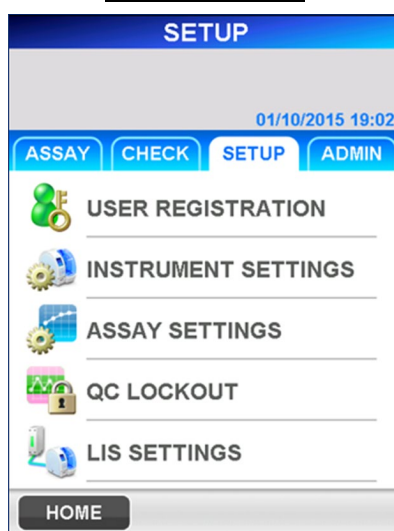 SETUP
01/10/2015 19:02
ASSAY CHECK SETUP ADMIN
USER REGISTRATION
INSTRUMENT SETTINGS
ASSAY SETTINGS
QC LOCKOUT
LIS SETTINGS
HOME